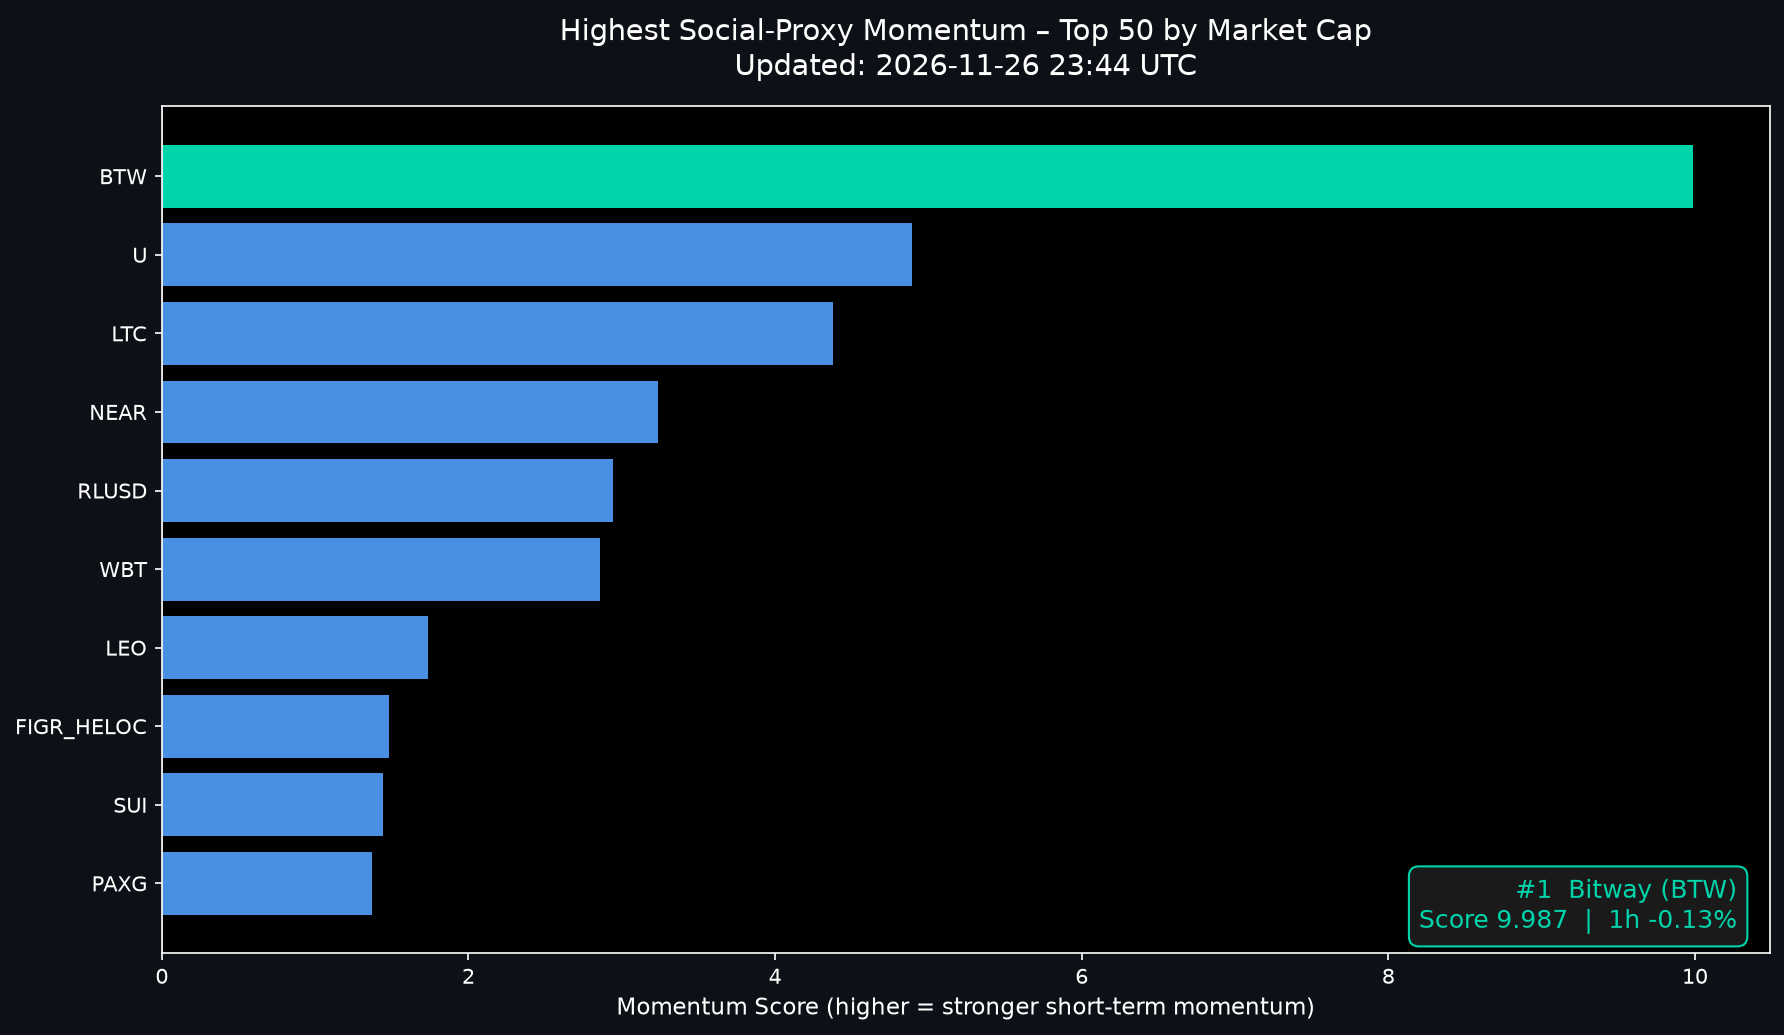 Highest Social-Proxy Momentum – Top 50 by Market Cap
Updated: 2026-11-26 23:44 UTC
BTW
U
LTC
NEAR
RLUSD
WBT
LEO
FIGR_HELOC
SUI
PAXG
#1  Bitway (BTW)
Score 9.987  |  1h -0.13%
0 2 4 6 8 10
Momentum Score (higher = stronger short-term momentum)